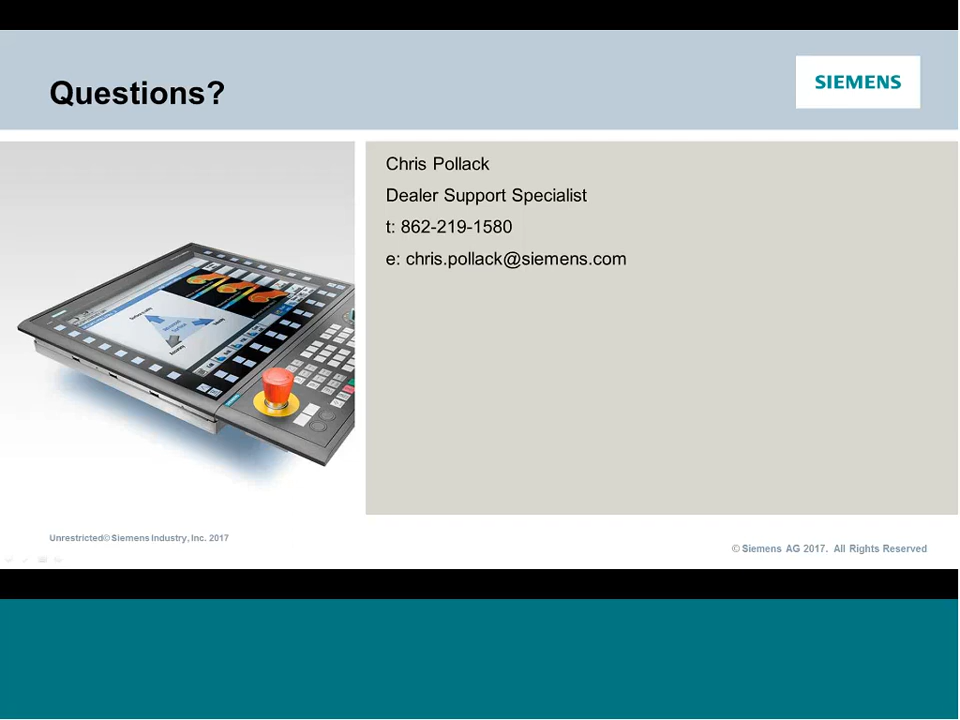 Questions?
SIEMENS
Chris Pollack
Dealer Support Specialist
t: 862-219-1580
e: chris.pollack@siemens.com
Unrestricted© Siemens Industry, Inc. 2017
© Siemens AG 2017. All Rights Reserved